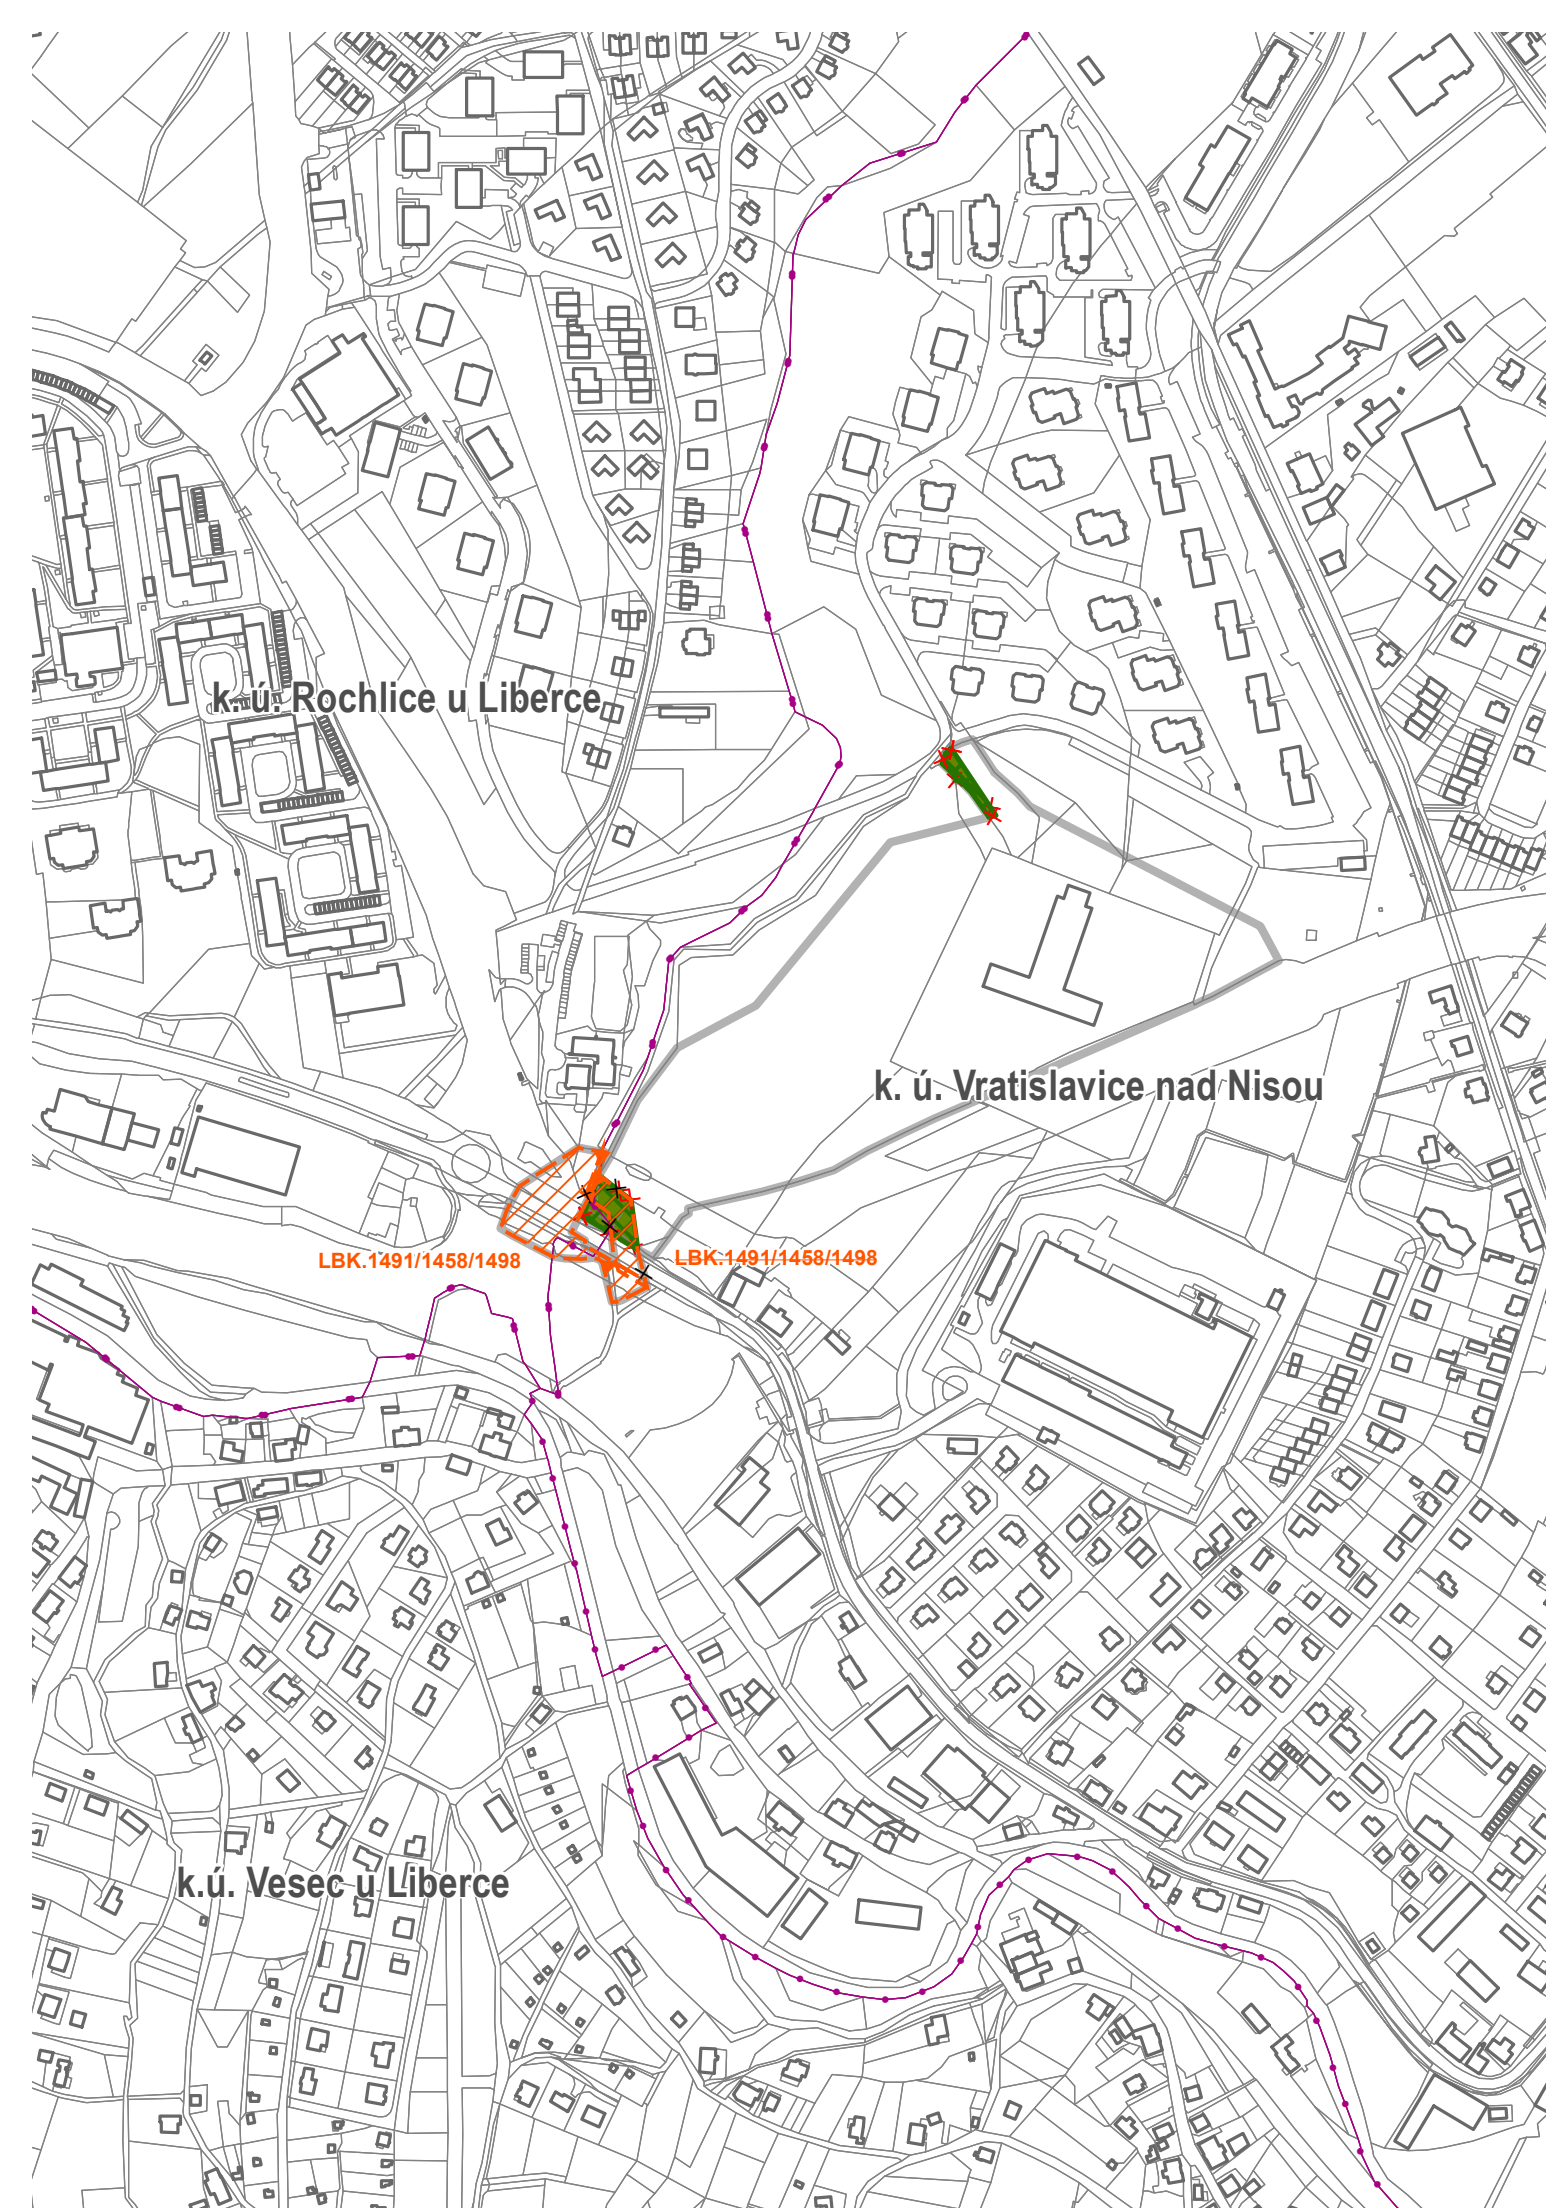 k. ú. Rochlice u Liberce
k. ú. Vratislavice nad Nisou
LBK.1491/1458/1498
LBK.1491/1458/1498
k.ú. Vesec u Liberce